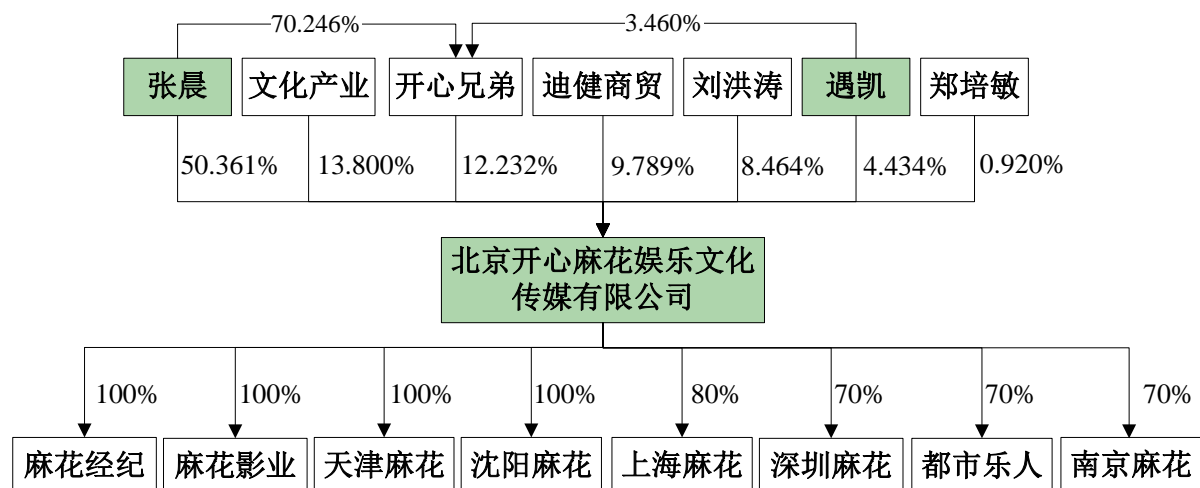 70.246%
3.460%
张晨
文化产业
开心兄弟
迪健商贸
刘洪涛
遇凯
郑培敏
50.361%
13.800%
12.232%
9.789%
8.464%
4.434%
0.920%
北京开心麻花娱乐文化
传媒有限公司
100%
100%
100%
100%
80%
70%
70%
70%
麻花经纪
麻花影业
天津麻花
沈阳麻花
上海麻花
深圳麻花
都市乐人
南京麻花